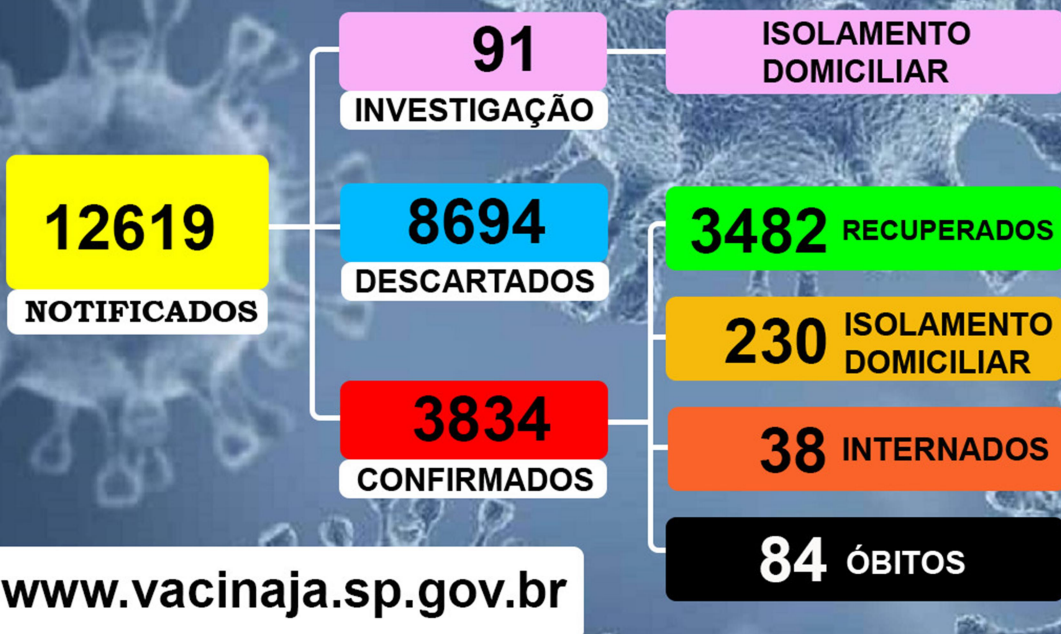 91
INVESTIGAÇÃO
ISOLAMENTO
DOMICILIAR
12619
NOTIFICADOS
8694
DESCARTADOS
3834
CONFIRMADOS
3482 RECUPERADOS
230 ISOLAMENTO
DOMICILIAR
38 INTERNADOS
84 ÓBITOS
www.vacinaja.sp.gov.br